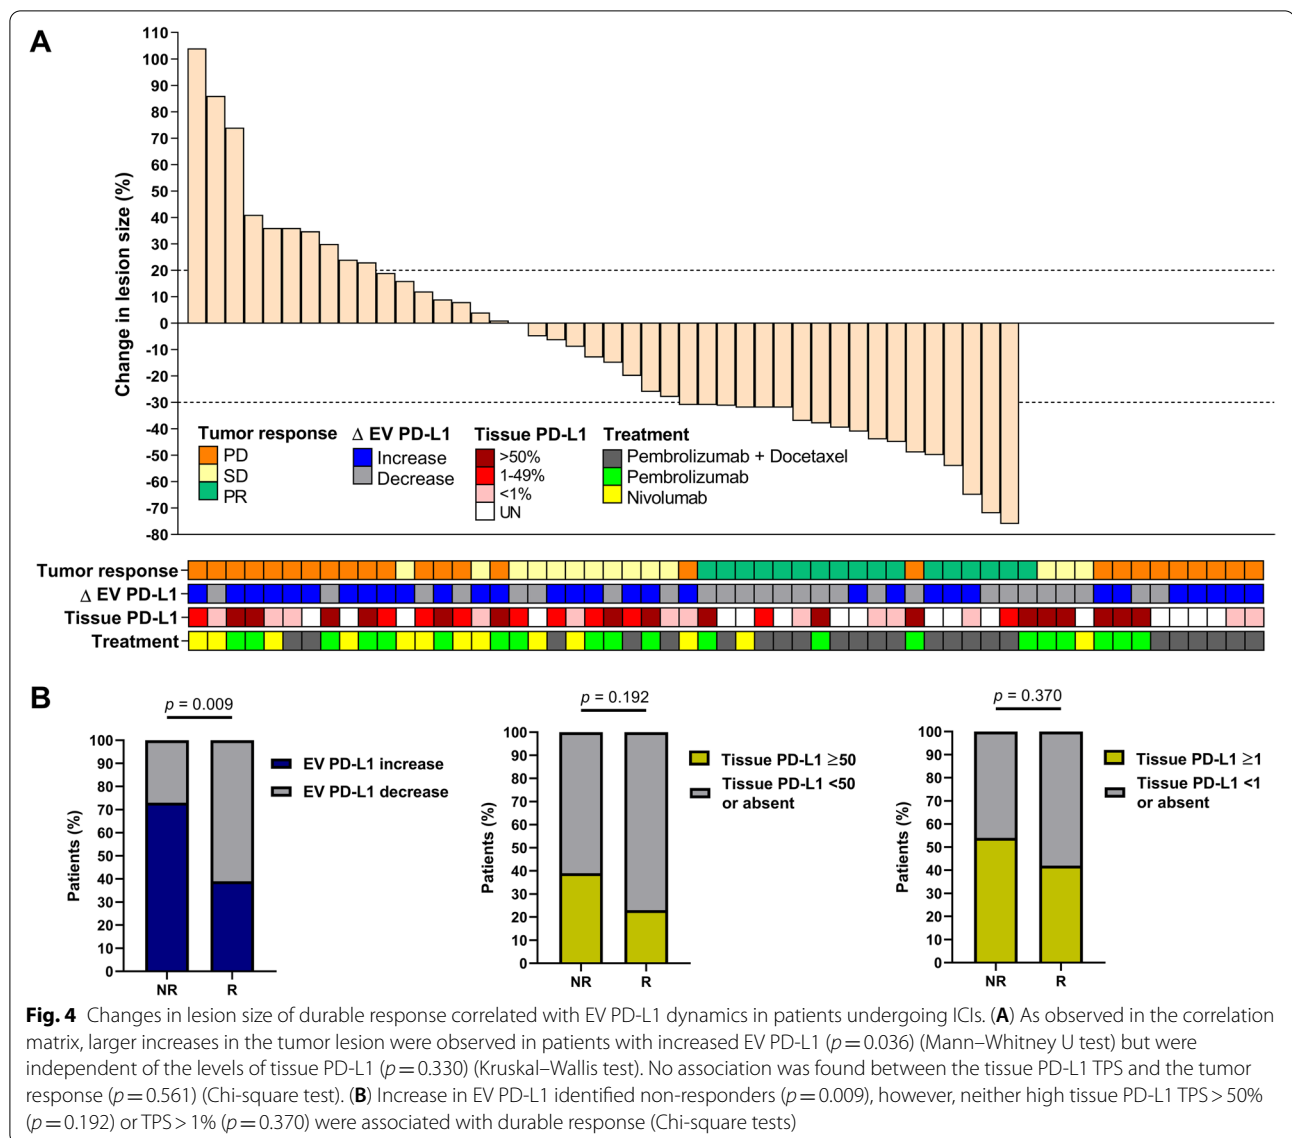 A
Change in lesion size (%)
110
100
90
80
70
60
50
40
30
20
10
0
-10
-20
-30
-40
-50
-60
-70
-80
Tumor response
PD
SD
PR
Δ EV PD-L1
Increase
Decrease
Tissue PD-L1
>50%
1-49%
<1%
UN
Treatment
Pembrolizumab + Docetaxel
Pembrolizumab
Nivolumab
Tumor response
Δ EV PD-L1
Tissue PD-L1
Treatment
B
p = 0.009
Patients (%)
100
90
80
70
60
50
40
30
20
10
0
NR R
EV PD-L1 increase
EV PD-L1 decrease
p = 0.192
Patients (%)
100
90
80
70
60
50
40
30
20
10
0
NR R
Tissue PD-L1 ≥50
Tissue PD-L1 <50
or absent
p = 0.370
Patients (%)
100
90
80
70
60
50
40
30
20
10
0
NR R
Tissue PD-L1 ≥1
Tissue PD-L1 <1
or absent
Fig. 4 Changes in lesion size of durable response correlated with EV PD-L1 dynamics in patients undergoing ICIs. (A) As observed in the correlation
matrix, larger increases in the tumor lesion were observed in patients with increased EV PD-L1 (p = 0.036) (Mann–Whitney U test) but were
independent of the levels of tissue PD-L1 (p = 0.330) (Kruskal–Wallis test). No association was found between the tissue PD-L1 TPS and the tumor
response (p = 0.561) (Chi-square test). (B) Increase in EV PD-L1 identified non-responders (p = 0.009), however, neither high tissue PD-L1 TPS > 50%
(p = 0.192) or TPS > 1% (p = 0.370) were associated with durable response (Chi-square tests)